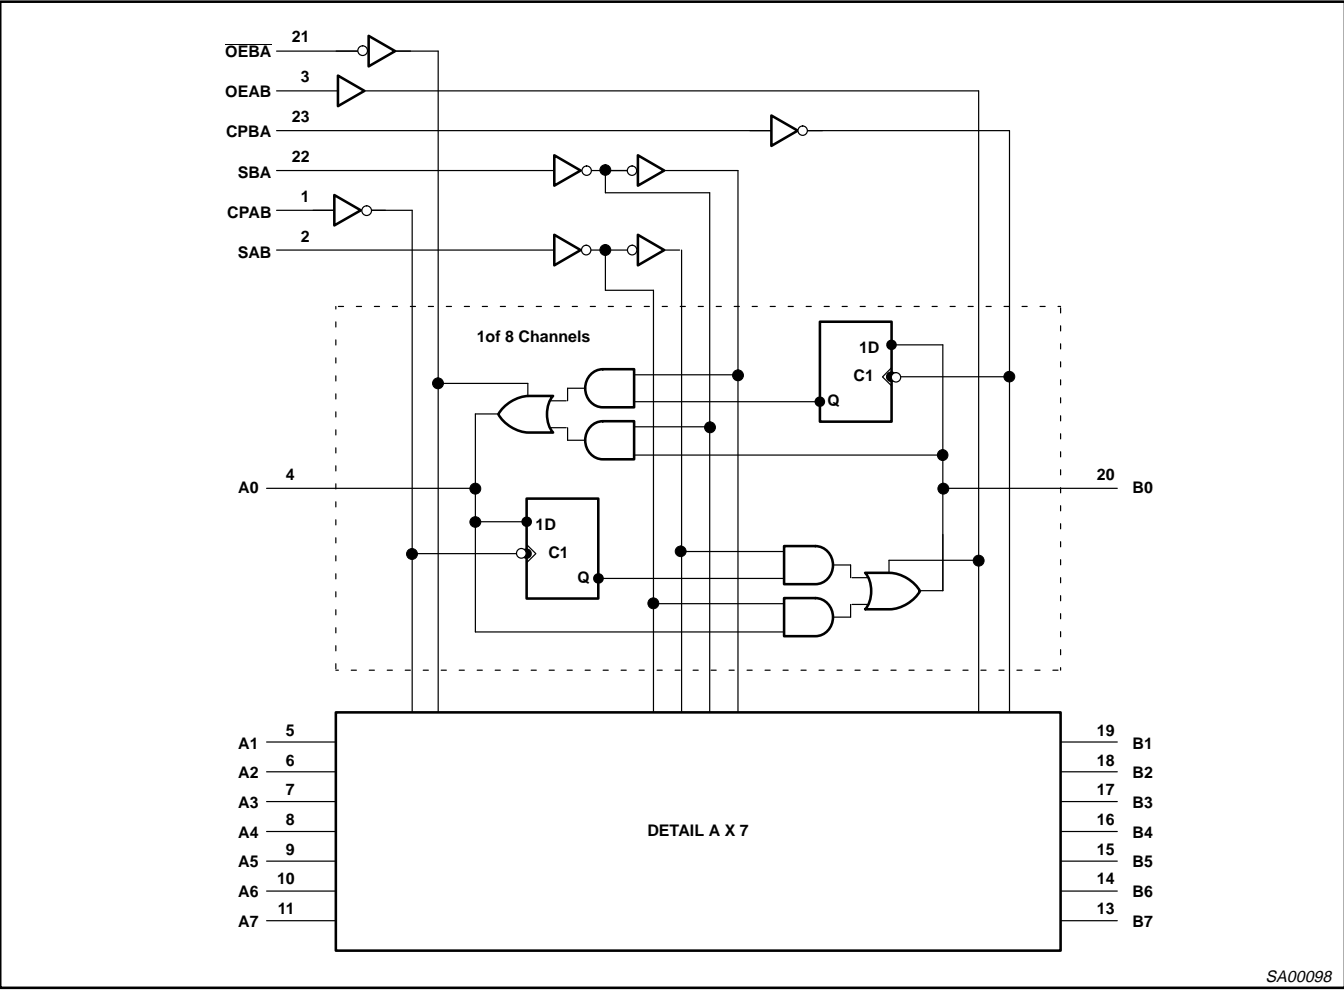 21
OEBA
3
OEAB
23
CPBA
22
SBA
1
CPAB
2
SAB
1of 8 Channels
1D
C1
Q
4
A0
20
B0
1D
C1
Q
5
A1
19
B1
6
A2
18
B2
7
A3
17
B3
8
A4
DETAIL A X 7
16
B4
9
A5
15
B5
10
A6
14
B6
11
A7
13
B7
SA00098